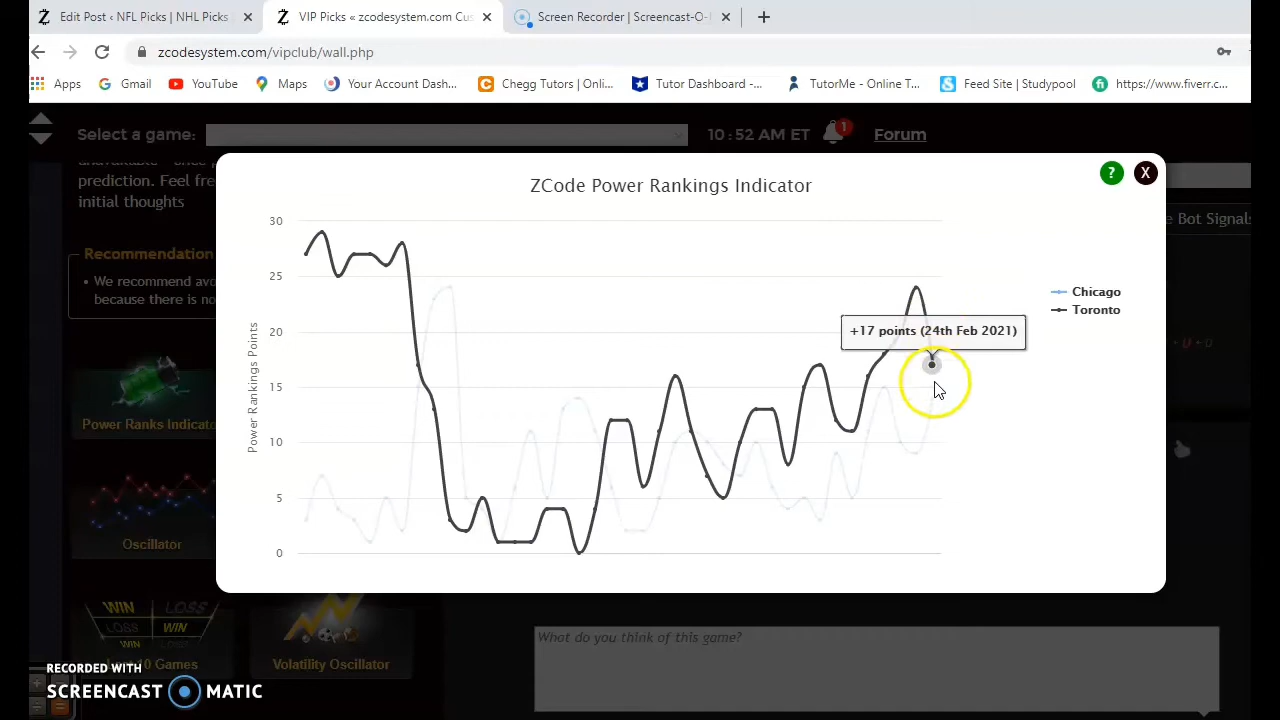 Edit Post ‹ NFL Picks | NHL Picks
VIP Picks « zcodesystem.com Cus
Screen Recorder | Screencast-O-
zcodesystem.com/vipclub/wall.php
Apps
Gmail
YouTube
Maps
Your Account Dash...
Chegg Tutors | Onli...
Tutor Dashboard -...
TutorMe - Online T...
Feed Site | Studypool
https://www.fiverr.c...
Select a game:
10:52 AM ET
1
Forum
prediction. Feel fre
initial thoughts
Recommendation
We recommend avo
because there is no
Power Ranks Indicato
Oscillator
WIN LOSS
LOSS WIN
WIN
10 Games
Volatility Oscillator
e Bot Signals
ZCode Power Rankings Indicator
?
X
Power Rankings Points
30
25
20
15
10
5
0
+17 points (24th Feb 2021)
Chicago
Toronto
What do you think of this game?
RECORDED WITH
SCREENCAST MATIC